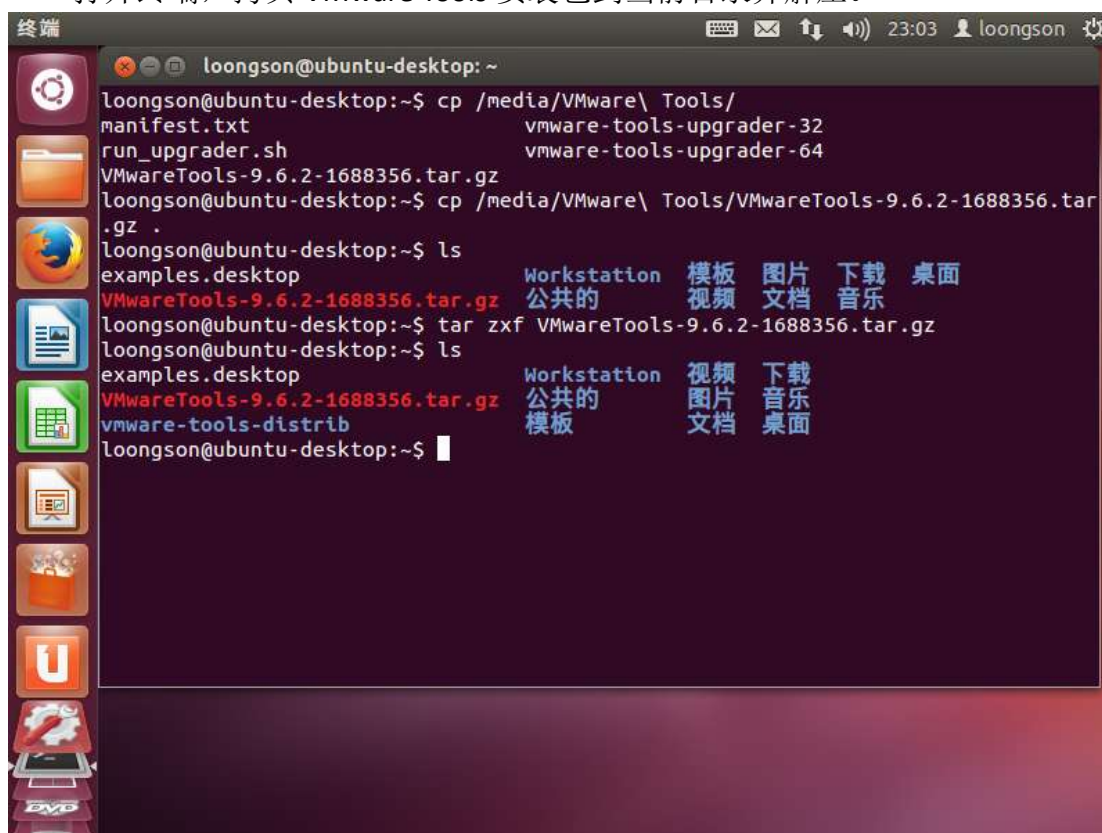 终端 23:03 loongson
loongson@ubuntu-desktop: ~
loongson@ubuntu-desktop:~$ cp /media/VMware\ Tools/
manifest.txt vmware-tools-upgrader-32
run_upgrader.sh vmware-tools-upgrader-64
VMwareTools-9.6.2-1688356.tar.gz
loongson@ubuntu-desktop:~$ cp /media/VMware\ Tools/VMwareTools-9.6.2-1688356.tar
.gz .
loongson@ubuntu-desktop:~$ ls
examples.desktop Workstation 模板 图片 下载 桌面
VMwareTools-9.6.2-1688356.tar.gz 公共的 视频 文档 音乐
loongson@ubuntu-desktop:~$ tar zxf VMwareTools-9.6.2-1688356.tar.gz
loongson@ubuntu-desktop:~$ ls
examples.desktop Workstation 视频 下载
VMwareTools-9.6.2-1688356.tar.gz 公共的 图片 音乐
vmware-tools-distrib 模板 文档 桌面
loongson@ubuntu-desktop:~$
DVD